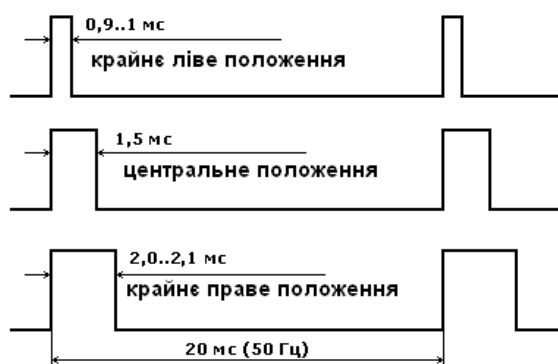 0,9..1 мс
крайнє ліве положення
1,5 мс
центральне положення
2,0..2,1 мс
крайнє праве положення
20 мс (50 Гц)